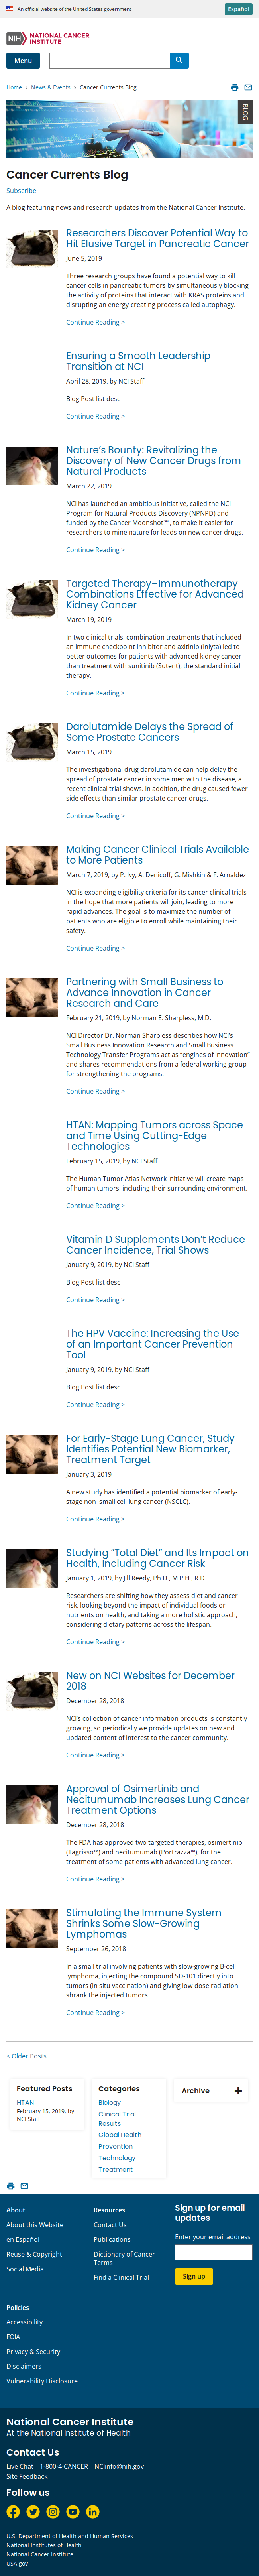 An official website of the United States government
Español
NIH NATIONAL CANCER INSTITUTE
Menu
Home › News & Events › Cancer Currents Blog
BLOG
Cancer Currents Blog
Subscribe
A blog featuring news and research updates from the National Cancer Institute.
Researchers Discover Potential Way to
Hit Elusive Target in Pancreatic Cancer
June 5, 2019
Three research groups have found a potential way to kill
cancer cells in pancreatic tumors by simultaneously blocking
the activity of proteins that interact with KRAS proteins and
disrupting an energy-creating process called autophagy.
Continue Reading >
Ensuring a Smooth Leadership
Transition at NCI
April 28, 2019, by NCI Staff
Blog Post list desc
Continue Reading >
Nature's Bounty: Revitalizing the
Discovery of New Cancer Drugs from
Natural Products
March 22, 2019
NCI has launched an ambitious initiative, called the NCI
Program for Natural Products Discovery (NPNPD) and
funded by the Cancer Moonshot℠, to make it easier for
researchers to mine nature for leads on new cancer drugs.
Continue Reading >
Targeted Therapy–Immunotherapy
Combinations Effective for Advanced
Kidney Cancer
March 19, 2019
In two clinical trials, combination treatments that included
an immune checkpoint inhibitor and axitinib (Inlyta) led to
better outcomes for patients with advanced kidney cancer
than treatment with sunitinib (Sutent), the standard initial
therapy.
Continue Reading >
Darolutamide Delays the Spread of
Some Prostate Cancers
March 15, 2019
The investigational drug darolutamide can help delay the
spread of prostate cancer in some men with the disease, a
recent clinical trial shows. In addition, the drug caused fewer
side effects than similar prostate cancer drugs.
Continue Reading >
Making Cancer Clinical Trials Available
to More Patients
March 7, 2019, by P. Ivy, A. Denicoff, G. Mishkin & F. Arnaldez
NCI is expanding eligibility criteria for its cancer clinical trials
in the hope that more patients will enroll, leading to more
rapid advances. The goal is to maximize the number of
patients who are eligible to enroll while maintaining their
safety.
Continue Reading >
Partnering with Small Business to
Advance Innovation in Cancer
Research and Care
February 21, 2019, by Norman E. Sharpless, M.D.
NCI Director Dr. Norman Sharpless describes how NCI's
Small Business Innovation Research and Small Business
Technology Transfer Programs act as "engines of innovation"
and shares recommendations from a federal working group
for strengthening the programs.
Continue Reading >
HTAN: Mapping Tumors across Space
and Time Using Cutting-Edge
Technologies
February 15, 2019, by NCI Staff
The Human Tumor Atlas Network initiative will create maps
of human tumors, including their surrounding environment.
Continue Reading >
Vitamin D Supplements Don't Reduce
Cancer Incidence, Trial Shows
January 9, 2019, by NCI Staff
Blog Post list desc
Continue Reading >
The HPV Vaccine: Increasing the Use
of an Important Cancer Prevention
Tool
January 9, 2019, by NCI Staff
Blog Post list desc
Continue Reading >
For Early-Stage Lung Cancer, Study
Identifies Potential New Biomarker,
Treatment Target
January 3, 2019
A new study has identified a potential biomarker of early-
stage non–small cell lung cancer (NSCLC).
Continue Reading >
Studying "Total Diet" and Its Impact on
Health, Including Cancer Risk
January 1, 2019, by Jill Reedy, Ph.D., M.P.H., R.D.
Researchers are shifting how they assess diet and cancer
risk, looking beyond the impact of individual foods or
nutrients on health, and taking a more holistic approach,
considering dietary patterns across the lifespan.
Continue Reading >
New on NCI Websites for December
2018
December 28, 2018
NCI's collection of cancer information products is constantly
growing, so periodically we provide updates on new and
updated content of interest to the cancer community.
Continue Reading >
Approval of Osimertinib and
Necitumumab Increases Lung Cancer
Treatment Options
December 28, 2018
The FDA has approved two targeted therapies, osimertinib
(Tagrisso™) and necitumumab (Portrazza™), for the
treatment of some patients with advanced lung cancer.
Continue Reading >
Stimulating the Immune System
Shrinks Some Slow-Growing
Lymphomas
September 26, 2018
In a small trial involving patients with slow-growing B-cell
lymphoma, injecting the compound SD-101 directly into
tumors (in situ vaccination) and giving low-dose radiation
shrank the injected tumors
Continue Reading >
< Older Posts
Featured Posts
HTAN
February 15, 2019, by
NCI Staff
Categories
Biology
Clinical Trial
Results
Global Health
Prevention
Technology
Treatment
Archive
About
About this Website
en Español
Reuse & Copyright
Social Media
Resources
Contact Us
Publications
Dictionary of Cancer
Terms
Find a Clinical Trial
Sign up for email
updates
Enter your email address
Sign up
Policies
Accessibility
FOIA
Privacy & Security
Disclaimers
Vulnerability Disclosure
National Cancer Institute
At the National Institute of Health
Contact Us
Live Chat 1-800-4-CANCER NCIinfo@nih.gov
Site Feedback
Follow us
U.S. Department of Health and Human Services
National Institutes of Health
National Cancer Institute
USA.gov